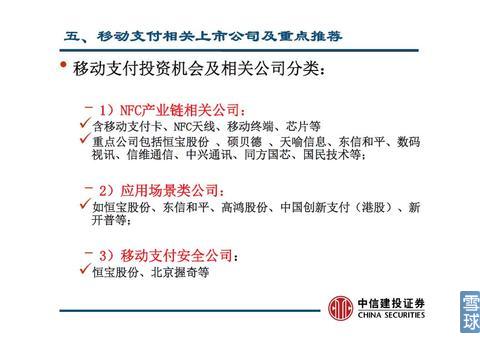 五、移动支付相关上市公司及重点推荐
• 移动支付投资机会及相关公司分类：
– 1）NFC产业链相关公司：
✓含移动支付卡、NFC天线、移动终端、芯片等
✓重点公司包括恒宝股份 、硕贝德 、天喻信息、东信和平、数码
视讯、信维通信、中兴通讯、同方国芯、国民技术等；
– 2）应用场景类公司：
✓如恒宝股份、东信和平、高鸿股份、中国创新支付（港股）、新
开普等；
– 3）移动支付安全公司：
✓恒宝股份、北京握奇等
中信建投证券
CHINA SECURITIES
雪球